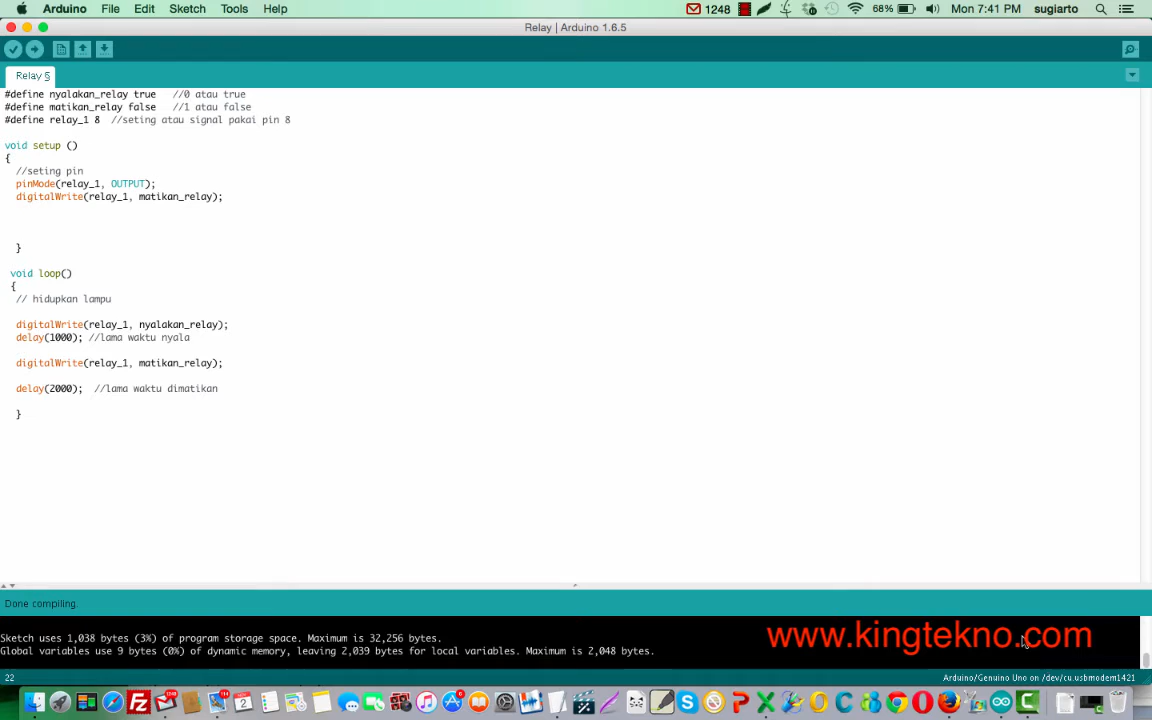 Arduino File Edit Sketch Tools Help 1248 68% Mon 7:41 PM sugiarto
Relay | Arduino 1.6.5
Relay §
#define nyalakan_relay true //0 atau true
#define matikan_relay false //1 atau false
#define relay_1 8 //seting atau signal pakai pin 8
void setup ()
{
//seting pin
pinMode(relay_1, OUTPUT);
digitalWrite(relay_1, matikan_relay);
}
void loop()
{
// hidupkan lampu
digitalWrite(relay_1, nyalakan_relay);
delay(1000); //lama waktu nyala
digitalWrite(relay_1, matikan_relay);
delay(2000); //lama waktu dimatikan
}
Done compiling.
Sketch uses 1,038 bytes (3%) of program storage space. Maximum is 32,256 bytes.
Global variables use 9 bytes (0%) of dynamic memory, leaving 2,039 bytes for local variables. Maximum is 2,048 bytes.
www.kingtekno.com
22 Arduino/Genuino Uno on /dev/cu.usbmodem1421